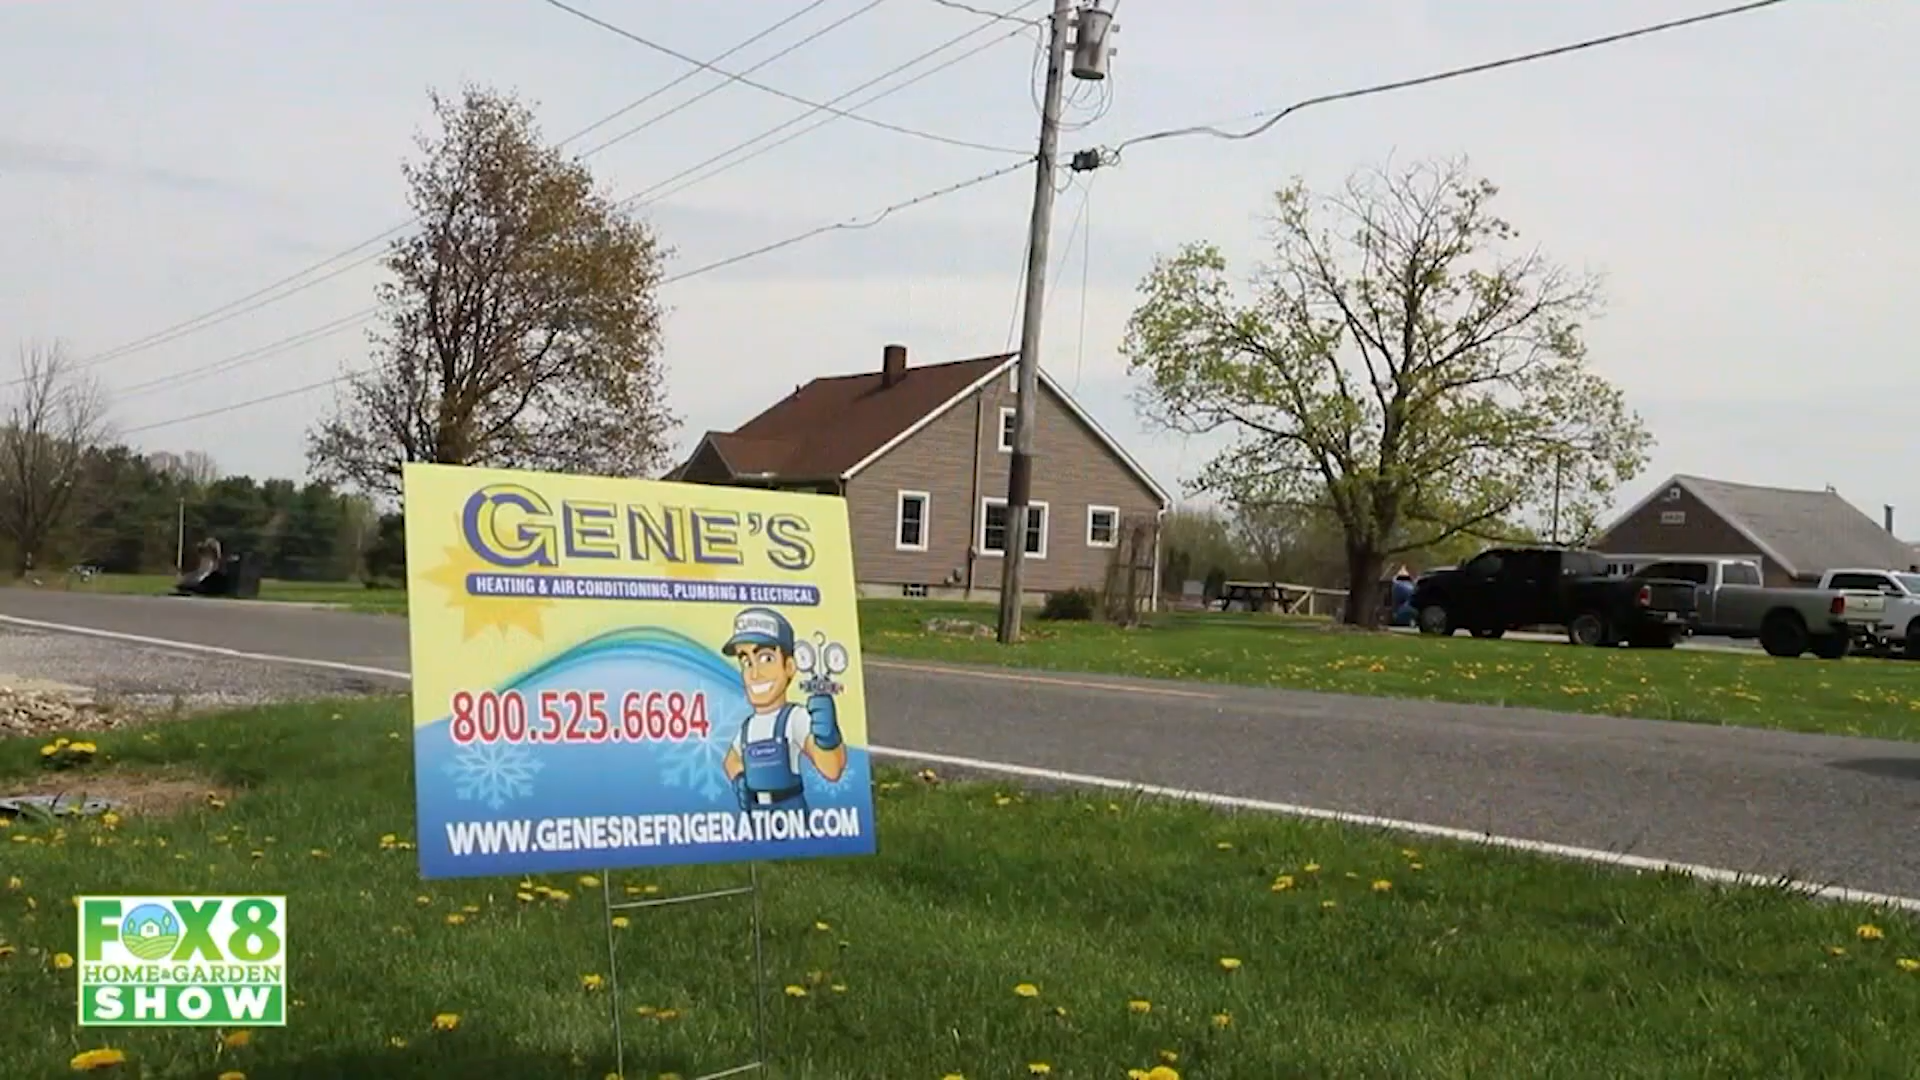 GENE'S
HEATING & AIR CONDITIONING, PLUMBING & ELECTRICAL
800.525.6684
WWW.GENESREFRIGERATION.COM
FOX8
HOME & GARDEN
SHOW